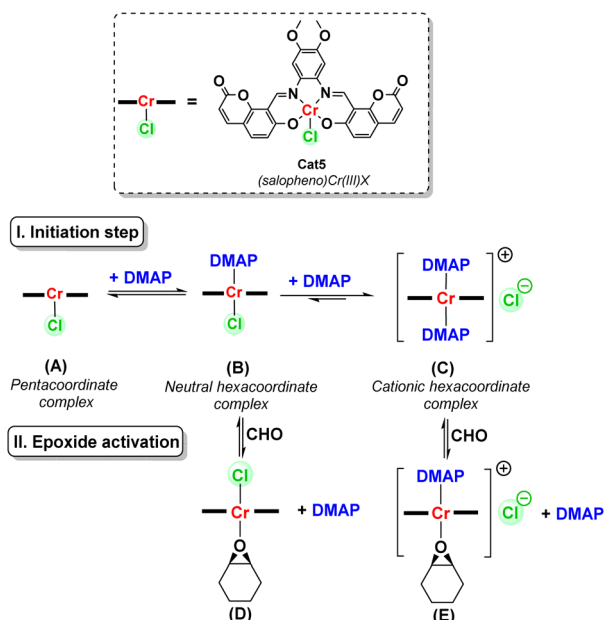 O O
O O
O O
N N
Cr
O O
Cl
Cr =
Cl
Cat5
(salopheno)Cr(III)X
I. Initiation step
DMAP
DMAP
+ DMAP
+ DMAP
Cr
Cr
Cr
Cl
Cl
Cl
DMAP
(A)
(B)
(C)
Pentacoordinate
complex
Neutral hexacoordinate
complex
Cationic hexacoordinate
complex
II. Epoxide activation
CHO
CHO
Cl
DMAP
Cr
+ DMAP
Cr
Cl
+ DMAP
O
O
(D)
(E)